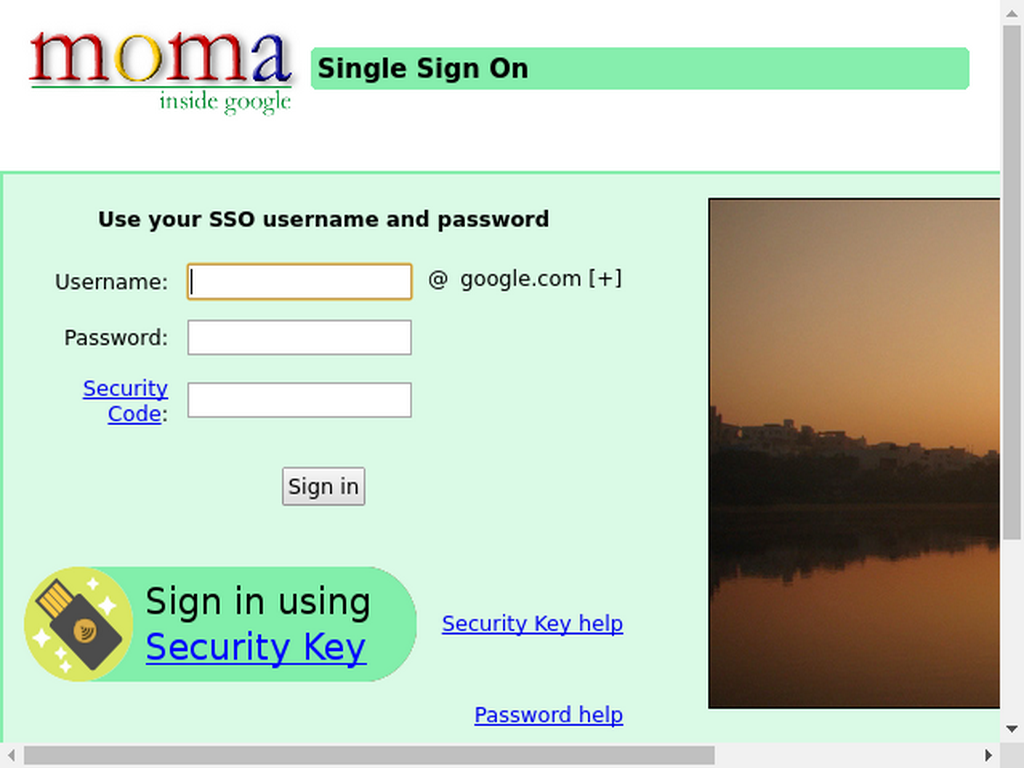 moma
inside google
Single Sign On
Use your SSO username and password
Username:
@ google.com [+]
Password:
Security
Code:
Sign in
Sign in using
Security Key
Security Key help
Password help